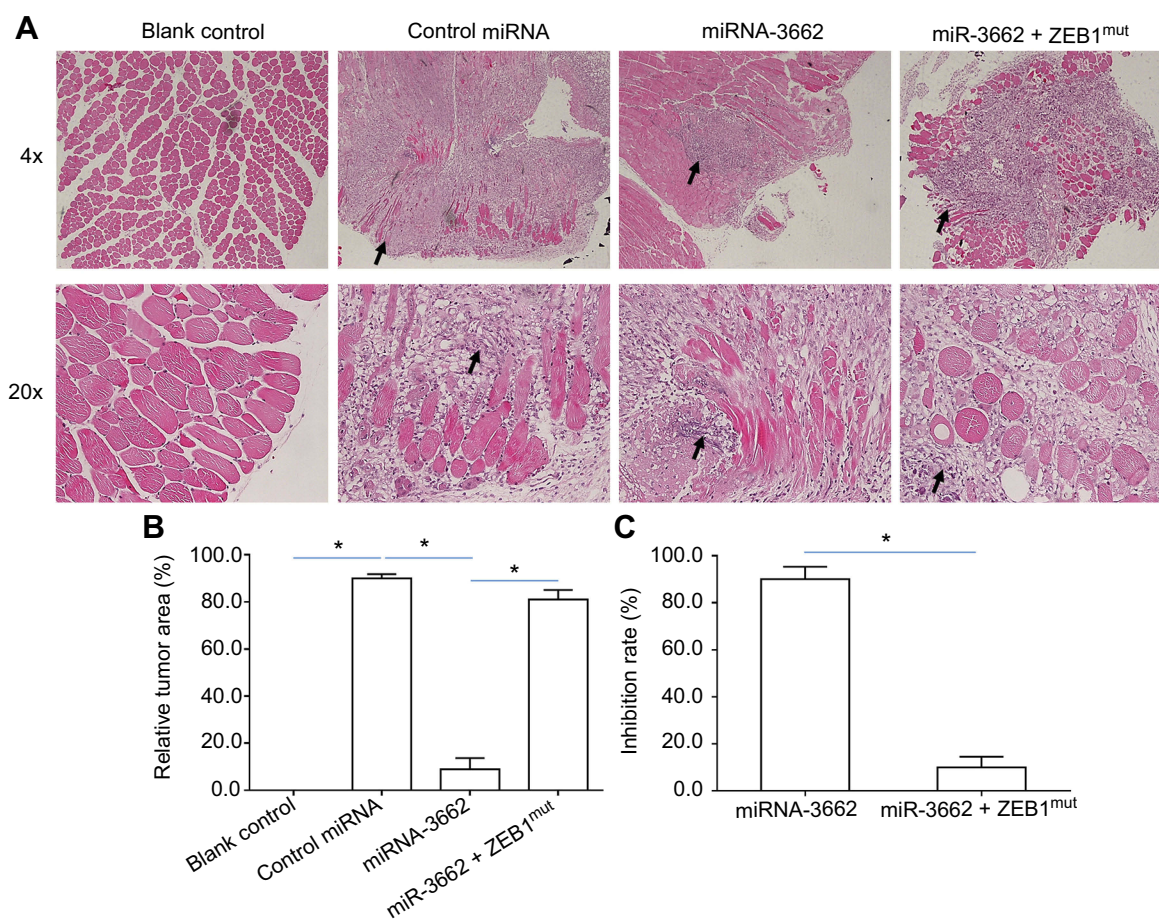 A
Blank control
Control miRNA
miRNA-3662
miR-3662 + ZEB1mut
4x
20x
B
Relative tumor area (%)
100.0
80.0
60.0
40.0
20.0
0.0
*
*
*
Blank control
Control miRNA
miRNA-3662
miR-3662 + ZEB1mut
C
Inhibition rate (%)
100.0
80.0
60.0
40.0
20.0
0.0
*
miRNA-3662
miR-3662 + ZEB1mut